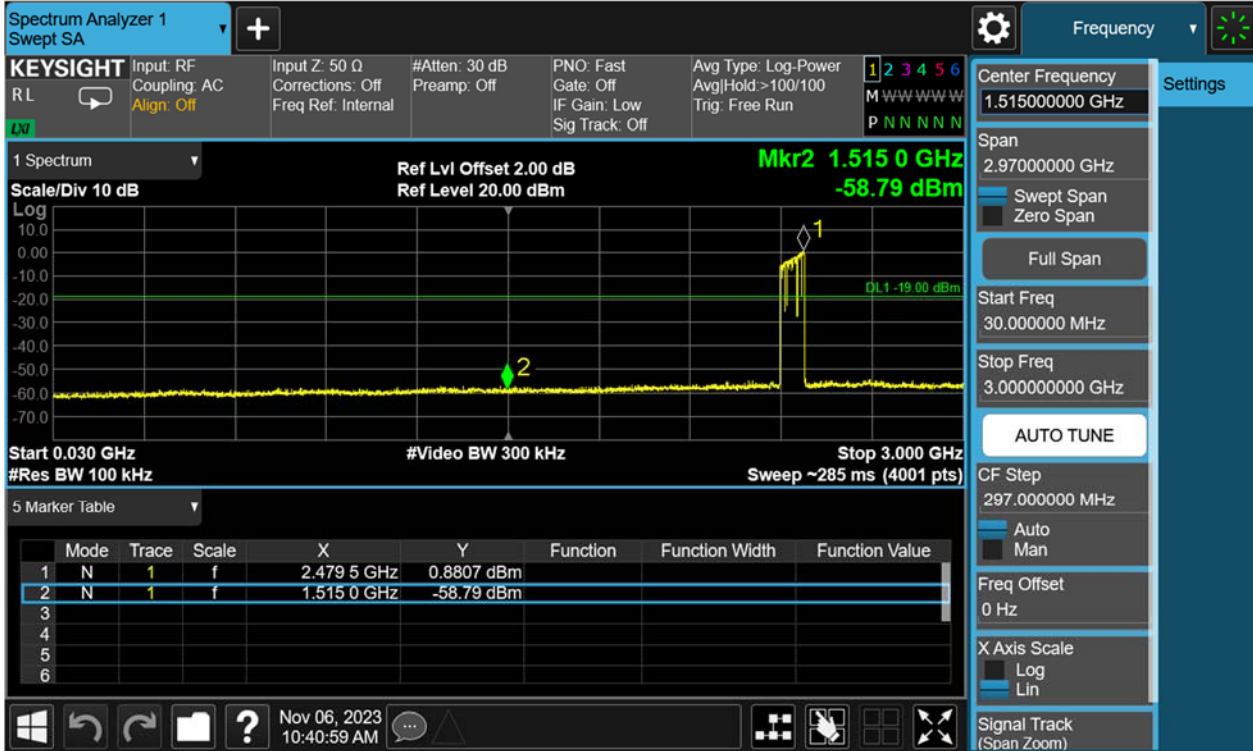 Spectrum Analyzer 1
Swept SA
+
Frequency
KEYSIGHT
RL
LXI
Input: RF
Coupling: AC
Align: Off
Input Z: 50 Ω
Corrections: Off
Freq Ref: Internal
#Atten: 30 dB
Preamp: Off
PNO: Fast
Gate: Off
IF Gain: Low
Sig Track: Off
Avg Type: Log-Power
Avg|Hold:>100/100
Trig: Free Run
1 2 3 4 5 6
M W W W W W
P N N N N N
1 Spectrum
Scale/Div 10 dB
Ref Lvl Offset 2.00 dB
Ref Level 20.00 dBm
Mkr2 1.515 0 GHz
-58.79 dBm
Log
10.0
0.00
-10.0
-20.0
-30.0
-40.0
-50.0
-60.0
-70.0
1
DL1 -19.00 dBm
2
Start 0.030 GHz
#Video BW 300 kHz
Stop 3.000 GHz
#Res BW 100 kHz
Sweep ~285 ms (4001 pts)
5 Marker Table
Mode Trace Scale X Y Function Function Width Function Value
1 N 1 f 2.479 5 GHz 0.8807 dBm
2 N 1 f 1.515 0 GHz -58.79 dBm
3
4
5
6
?
Nov 06, 2023
10:40:59 AM
Center Frequency
1.515000000 GHz
Settings
Span
2.97000000 GHz
Swept Span
Zero Span
Full Span
Start Freq
30.000000 MHz
Stop Freq
3.000000000 GHz
AUTO TUNE
CF Step
297.000000 MHz
Auto
Man
Freq Offset
0 Hz
X Axis Scale
Log
Lin
Signal Track
(Span Zoom)